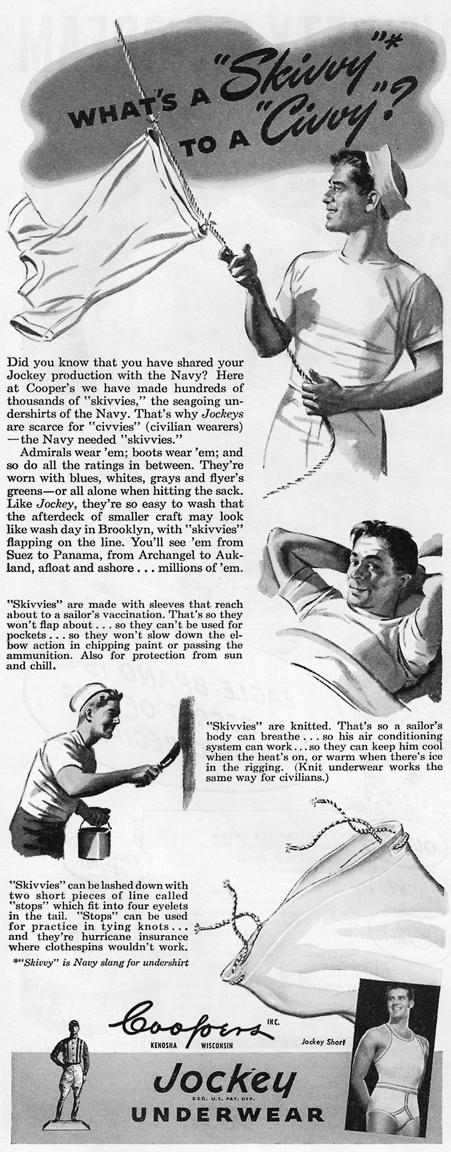 WHAT'S A "Skivvy"*
TO A "Civvy"?
Did you know that you have shared your
Jockey production with the Navy? Here
at Cooper's we have made hundreds of
thousands of "skivvies," the seagoing un-
dershirts of the Navy. That's why Jockeys
are scarce for "civvies" (civilian wearers)
—the Navy needed "skivvies."
Admirals wear 'em; boots wear 'em; and
so do all the ratings in between. They're
worn with blues, whites, grays and flyer's
greens—or all alone when hitting the sack.
Like Jockey, they're so easy to wash that
the afterdeck of smaller craft may look
like wash day in Brooklyn, with "skivvies"
flapping on the line. You'll see 'em from
Suez to Panama, from Archangel to Auk-
land, afloat and ashore . . . millions of 'em.
"Skivvies" are made with sleeves that reach
about to a sailor's vaccination. That's so they
won't flap about . . . so they can't be used for
pockets . . . so they won't slow down the el-
bow action in chipping paint or passing the
ammunition. Also for protection from sun
and chill.
"Skivvies" are knitted. That's so a sailor's
body can breathe . . . so his air conditioning
system can work...so they can keep him cool
when the heat's on, or warm when there's ice
in the rigging. (Knit underwear works the
same way for civilians.)
"Skivvies" can be lashed down with
two short pieces of line called
"stops" which fit into four eyelets
in the tail. "Stops" can be used
for practice in tying knots...
and they're hurricane insurance
where clothespins wouldn't work.
*"Skivvy" is Navy slang for undershirt
Coopers INC.
KENOSHA WISCONSIN
Jockey Short
Jockey
REG. U.S. PAT. OFF.
UNDERWEAR